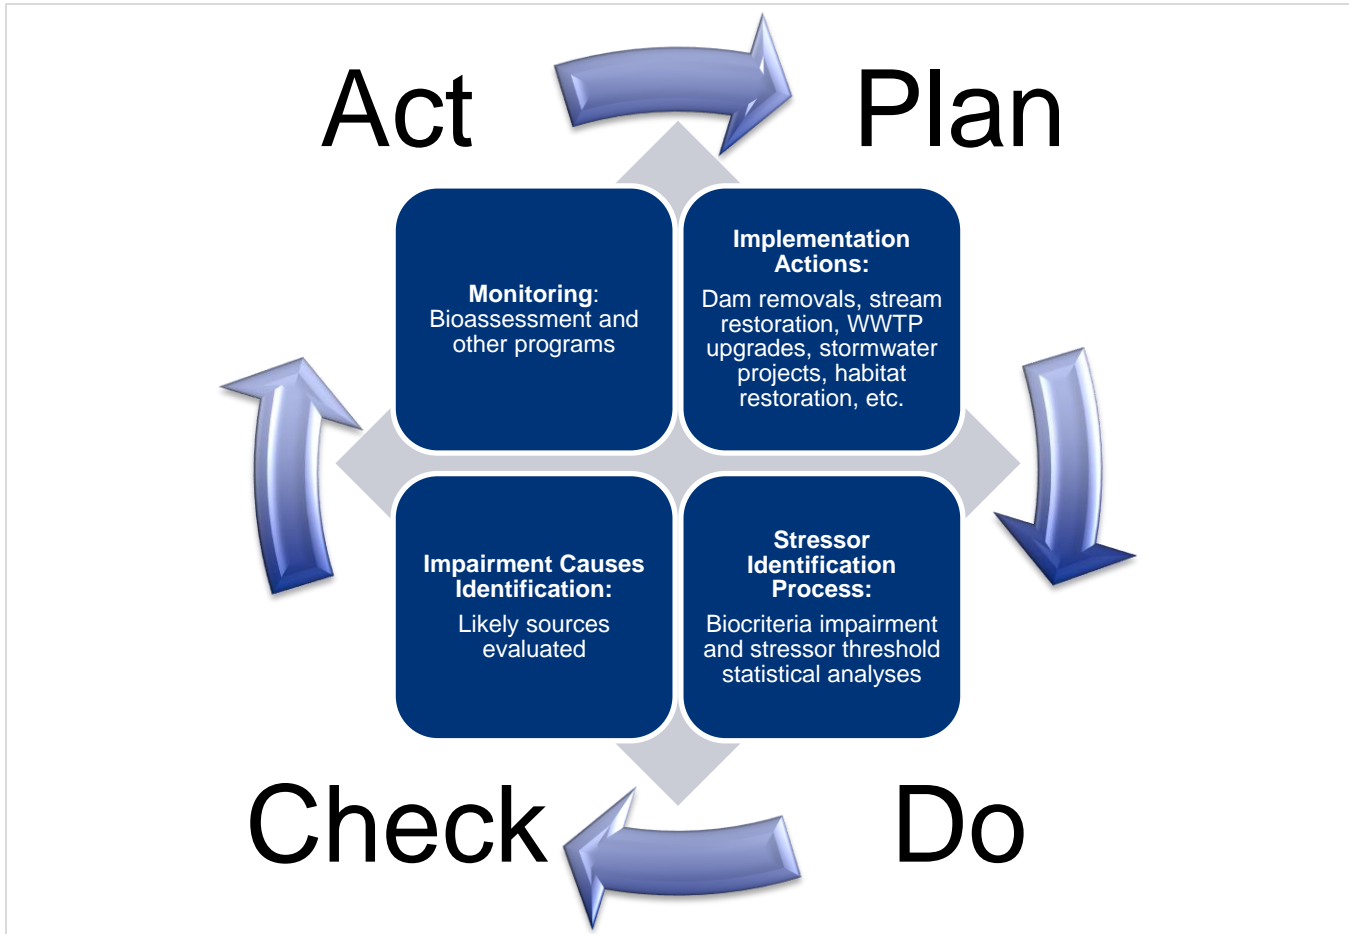 Act
Plan
Monitoring:
Bioassessment and
other programs
Implementation
Actions:
Dam removals, stream
restoration, WWTP
upgrades, stormwater
projects, habitat
restoration, etc.
Impairment Causes
Identification:
Likely sources
evaluated
Stressor
Identification
Process:
Biocriteria impairment
and stressor threshold
statistical analyses
Check
Do